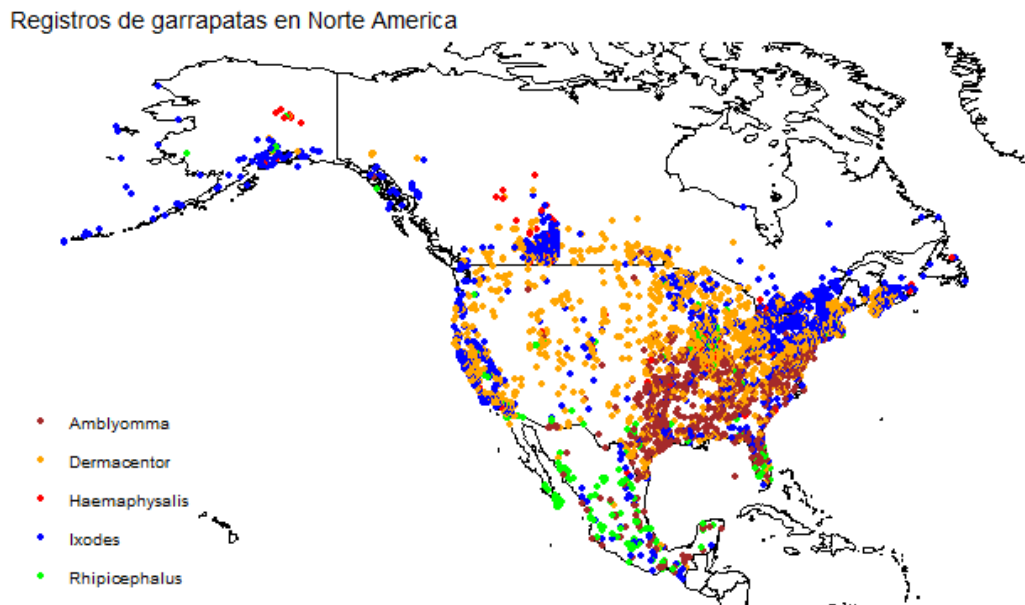 Registros de garrapatas en Norte America
Amblyomma
Dermacentor
Haemaphysalis
Ixodes
Rhipicephalus